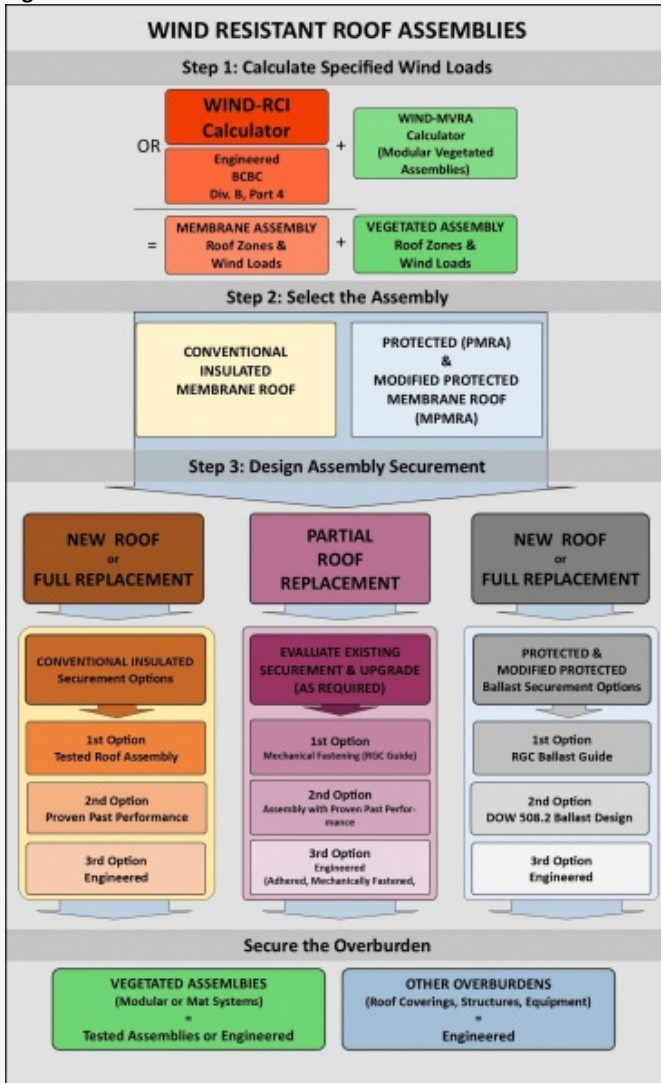 WIND RESISTANT ROOF ASSEMBLIES
Step 1: Calculate Specified Wind Loads
WIND-RCI
Calculator
OR
Engineered
BCBC
Div. B, Part 4
+
WIND-MVRA
Calculator
(Modular Vegetated
Assemblies)
=
MEMBRANE ASSEMBLY
Roof Zones &
Wind Loads
+
VEGETATED ASSEMBLY
Roof Zones &
Wind Loads
Step 2: Select the Assembly
CONVENTIONAL
INSULATED
MEMBRANE ROOF
PROTECTED (PMRA)
&
MODIFIED PROTECTED
MEMBRANE ROOF
(MPMRA)
Step 3: Design Assembly Securement
NEW ROOF
or
FULL REPLACEMENT
PARTIAL
ROOF
REPLACEMENT
NEW ROOF
or
FULL REPLACEMENT
CONVENTIONAL INSULATED
Securement Options
1st Option
Tested Roof Assembly
2nd Option
Proven Past Performance
3rd Option
Engineered
EVALUATE EXISTING
SECUREMENT & UPGRADE
(AS REQUIRED)
1st Option
Mechanical Fastening (RGC Guide)
2nd Option
Assembly with Proven Past Perfor-
mance
3rd Option
Engineered
(Adhered, Mechanically Fastened,
PROTECTED &
MODIFIED PROTECTED
Ballast Securement Options
1st Option
RGC Ballast Guide
2nd Option
DOW 508.2 Ballast Design
3rd Option
Engineered
Secure the Overburden
VEGETATED ASSEMLBIES
(Modular or Mat Systems)
=
Tested Assemblies or Engineered
OTHER OVERBURDENS
(Roof Coverings, Structures, Equipment)
=
Engineered